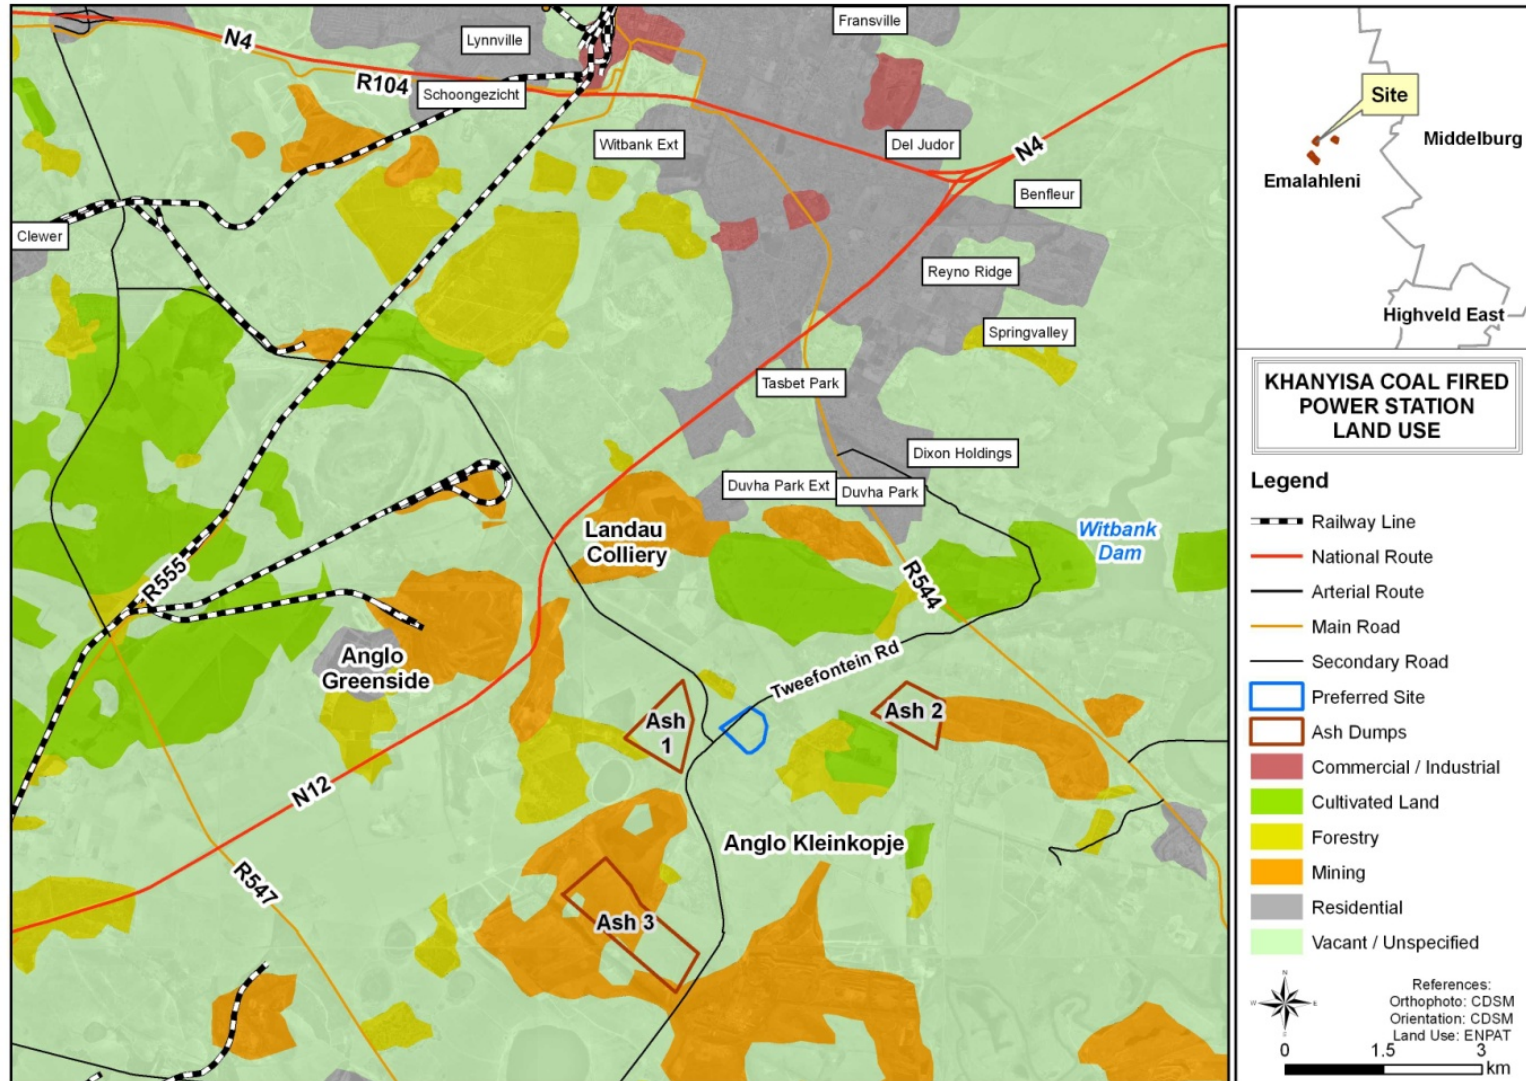 N4
Lynnville
Fransville
R104
Schoongezicht
Witbank Ext
Del Judor
N4
Benfleur
Clewer
Reyno Ridge
Springvalley
Tasbet Park
Dixon Holdings
Duvha Park Ext
Duvha Park
Landau
Colliery
Witbank
Dam
R555
R544
Anglo
Greenside
Tweefontein Rd
Ash
1
Ash 2
N12
Anglo Kleinkopje
R547
Ash 3
Site
Middelburg
Emalahleni
Highveld East
KHANYISA COAL FIRED
POWER STATION
LAND USE
Legend
Railway Line
National Route
Arterial Route
Main Road
Secondary Road
Preferred Site
Ash Dumps
Commercial / Industrial
Cultivated Land
Forestry
Mining
Residential
Vacant / Unspecified
N
W
E
References:
Orthophoto: CDSM
Orientation: CDSM
Land Use: ENPAT
0 1.5 3
km